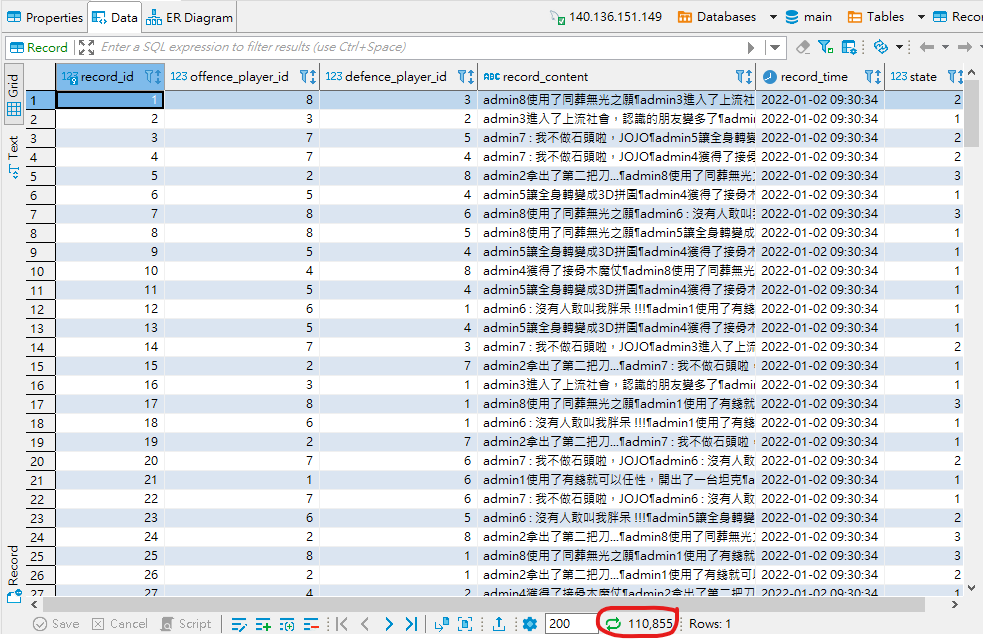 Properties Data ER Diagram 140.136.151.149 Databases main Tables Recor
Record Enter a SQL expression to filter results (use Ctrl+Space)
Grid
Text
Record
123 record_id 123 offence_player_id 123 defence_player_id ABC record_content record_time 123 state
1 1 8 3 admin8使用了同葬無光之願¶admin3進入了上流社 2022-01-02 09:30:34 2
2 2 3 2 admin3進入了上流社會，認識的朋友變多了¶admi 2022-01-02 09:30:34 1
3 3 7 5 admin7 : 我不做石頭啦，JOJO¶admin5讓全身轉變 2022-01-02 09:30:34 2
4 4 7 4 admin7 : 我不做石頭啦，JOJO¶admin4獲得了接骨 2022-01-02 09:30:34 2
5 5 2 8 admin2拿出了第二把刀...¶admin8使用了同葬無光 2022-01-02 09:30:34 3
6 6 5 4 admin5讓全身轉變成3D拼圖¶admin4獲得了接骨木 2022-01-02 09:30:34 1
7 7 8 6 admin8使用了同葬無光之願¶admin6 : 沒有人敢叫 2022-01-02 09:30:34 3
8 8 8 5 admin8使用了同葬無光之願¶admin5讓全身轉變成 2022-01-02 09:30:34 1
9 9 5 4 admin5讓全身轉變成3D拼圖¶admin4獲得了接骨木 2022-01-02 09:30:34 1
10 10 4 8 admin4獲得了接骨木魔仗¶admin8使用了同葬無光 2022-01-02 09:30:34 1
11 11 5 4 admin5讓全身轉變成3D拼圖¶admin4獲得了接骨木 2022-01-02 09:30:34 1
12 12 6 1 admin6 : 沒有人敢叫我胖呆 !!!¶admin1使用了有錢 2022-01-02 09:30:34 1
13 13 5 4 admin5讓全身轉變成3D拼圖¶admin4獲得了接骨木 2022-01-02 09:30:34 1
14 14 7 3 admin7 : 我不做石頭啦，JOJO¶admin3進入了上流 2022-01-02 09:30:34 2
15 15 2 7 admin2拿出了第二把刀...¶admin7 : 我不做石頭啦， 2022-01-02 09:30:34 1
16 16 3 1 admin3進入了上流社會，認識的朋友變多了¶admi 2022-01-02 09:30:34 1
17 17 8 1 admin8使用了同葬無光之願¶admin1使用了有錢就 2022-01-02 09:30:34 3
18 18 6 1 admin6 : 沒有人敢叫我胖呆 !!!¶admin1使用了有錢 2022-01-02 09:30:34 1
19 19 2 7 admin2拿出了第二把刀...¶admin7 : 我不做石頭啦， 2022-01-02 09:30:34 1
20 20 7 6 admin7 : 我不做石頭啦，JOJO¶admin6 : 沒有人敢 2022-01-02 09:30:34 2
21 21 1 6 admin1使用了有錢就可以任性，開出了一台坦克¶a 2022-01-02 09:30:34 1
22 22 7 6 admin7 : 我不做石頭啦，JOJO¶admin6 : 沒有人敢 2022-01-02 09:30:34 1
23 23 6 5 admin6 : 沒有人敢叫我胖呆 !!!¶admin5讓全身轉變 2022-01-02 09:30:34 2
24 24 2 8 admin2拿出了第二把刀...¶admin8使用了同葬無光 2022-01-02 09:30:34 3
25 25 8 1 admin8使用了同葬無光之願¶admin1使用了有錢就 2022-01-02 09:30:34 3
26 26 2 1 admin2拿出了第二把刀...¶admin1使用了有錢就可 2022-01-02 09:30:34 2
27 27 4 2 admin4獲得了接骨木魔仗¶admin2拿出了第二把刀 2022-01-02 09:30:34 1
Save Cancel Script 200 110,855 Rows: 1